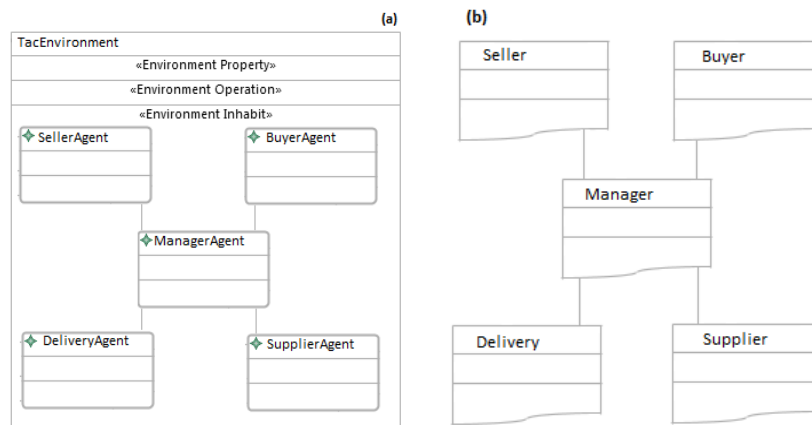 (a)
TacEnvironment
«Environment Property»
«Environment Operation»
«Environment Inhabit»
SellerAgent
BuyerAgent
ManagerAgent
DeliveryAgent
SupplierAgent
(b)
Seller
Buyer
Manager
Delivery
Supplier